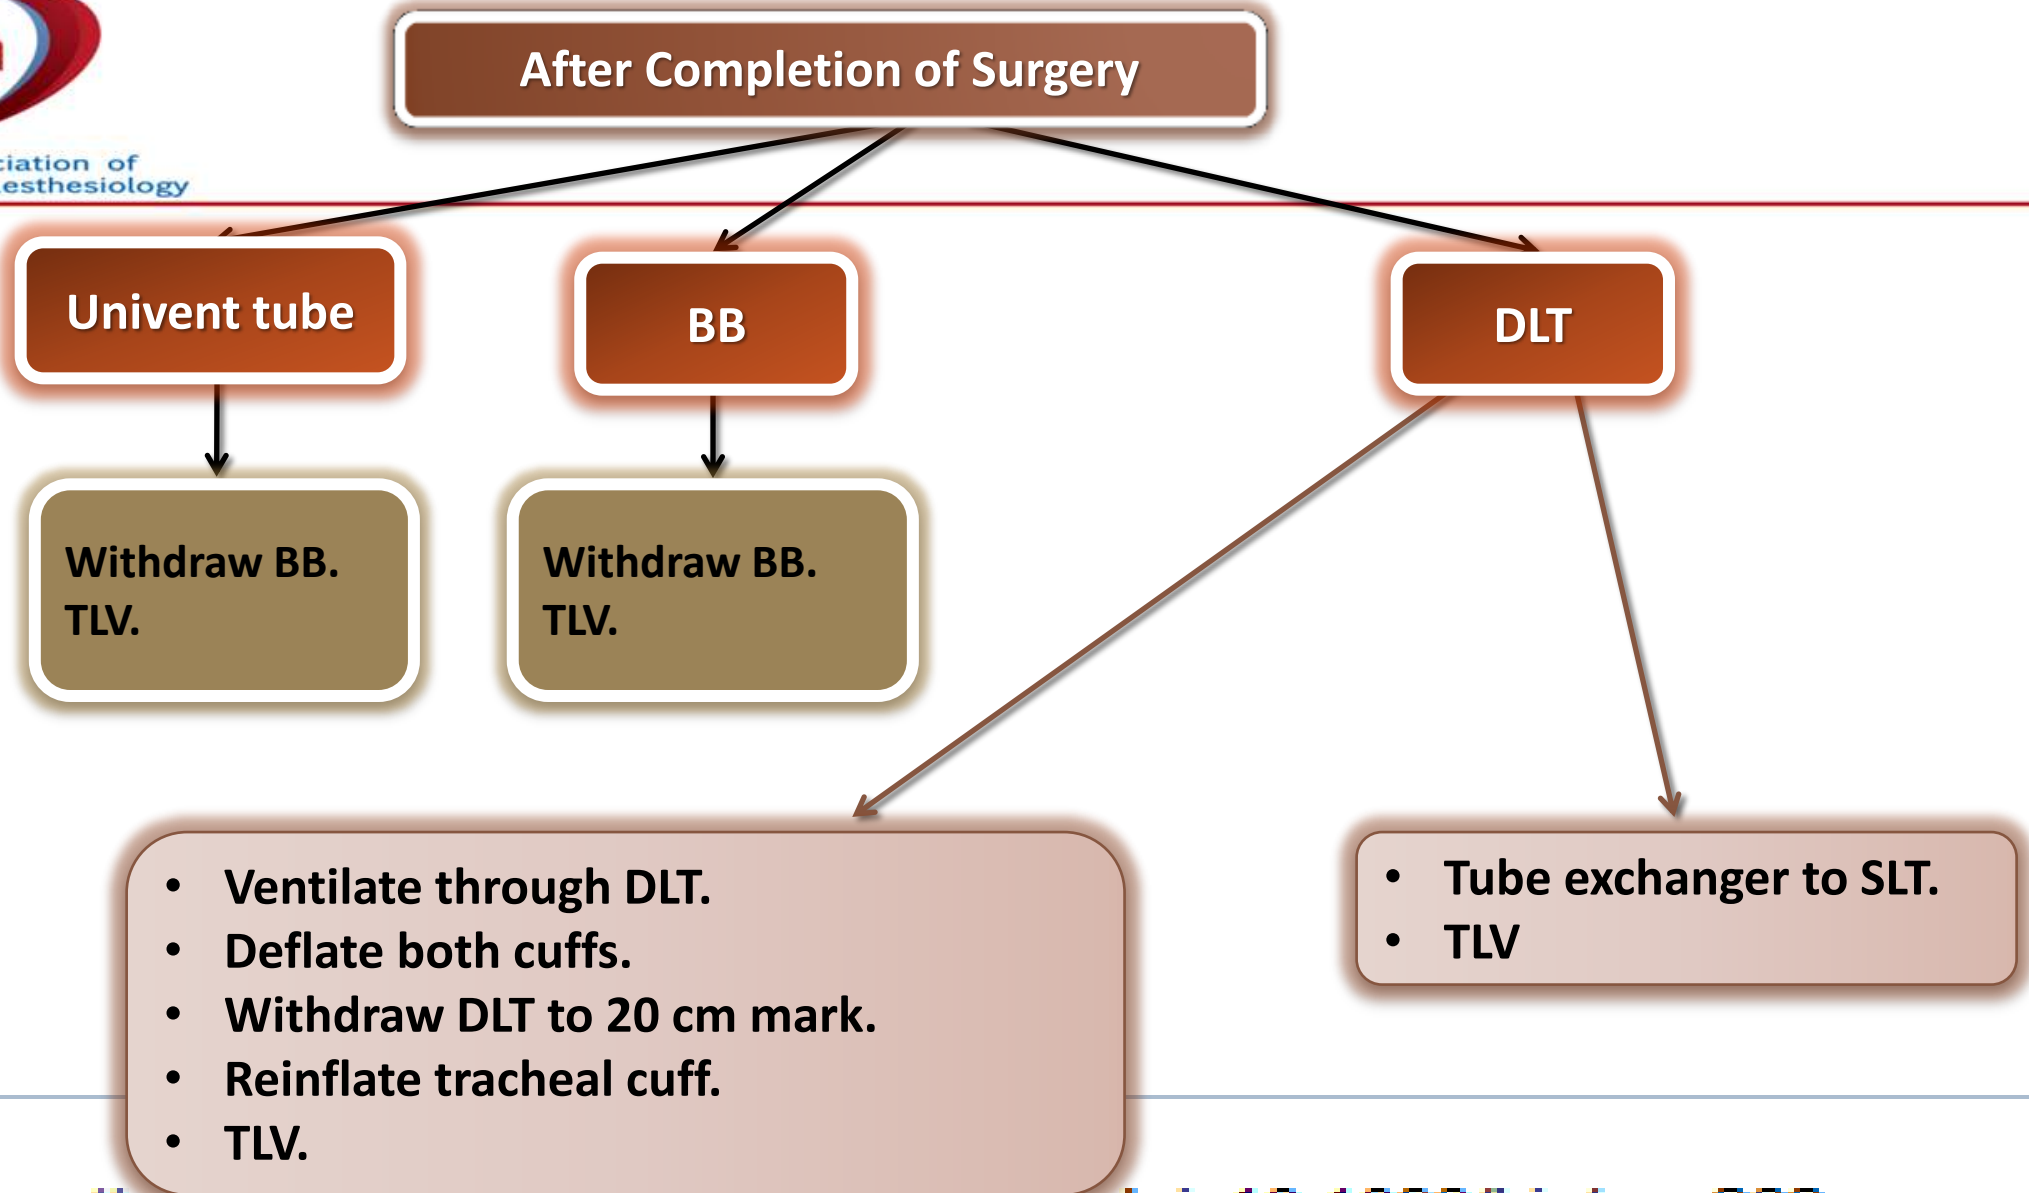 After Completion of Surgery
of
Univent tube
BB
DLT
Withdraw BB.
TLV.
Withdraw BB.
TLV.
• Ventilate through DLT.
• Deflate both cuffs.
• Withdraw DLT to 20 cm mark.
• Reinflate tracheal cuff.
• TLV.
• Tube exchanger to SLT.
• TLV